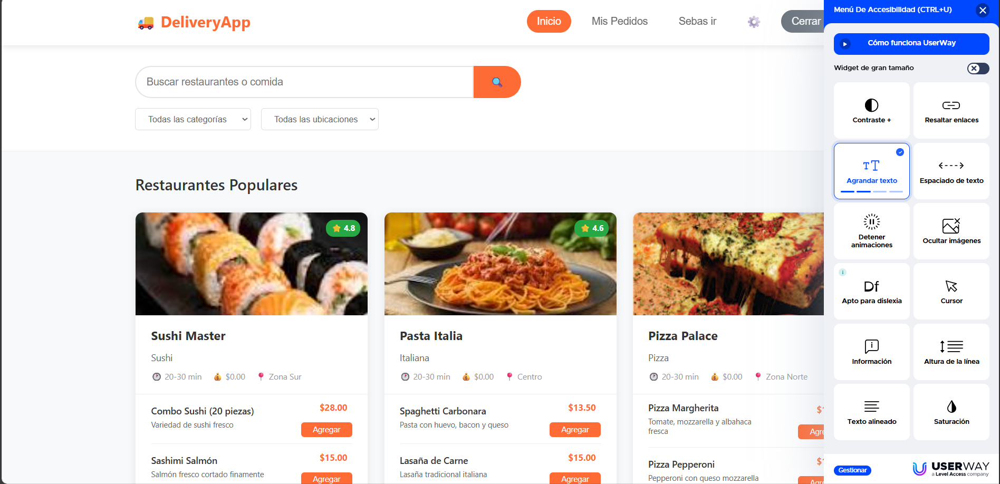 DeliveryApp
Inicio
Mis Pedidos
Sebas ir
Cerrar
Buscar restaurantes o comida
Todas las categorías
Todas las ubicaciones
Restaurantes Populares
4.8
Sushi Master
Sushi
20-30 min $0.00 Zona Sur
Combo Sushi (20 piezas)
$28.00
Variedad de sushi fresco
Agregar
Sashimi Salmón
$15.00
Salmón fresco cortado finamente
Agregar
4.6
Pasta Italia
Italiana
20-30 min $0.00 Centro
Spaghetti Carbonara
$13.50
Pasta con huevo, bacon y queso
Agregar
Lasaña de Carne
$15.00
Lasaña tradicional italiana
Agregar
Pizza Palace
Pizza
20-30 min $0.00 Zona Norte
Pizza Margherita
Tomate, mozzarella y albahaca
fresca
Pizza Pepperoni
Pepperoni con queso mozzarella
Menú De Accesibilidad (CTRL+U)
Cómo funciona UserWay
Widget de gran tamaño
Contraste +
Resaltar enlaces
Agrandar texto
Espaciado de texto
Detener
animaciones
Ocultar imágenes
Df
Apto para dislexia
Cursor
Información
Altura de la línea
Texto alineado
Saturación
Gestionar
USERWAY
a Level Access company